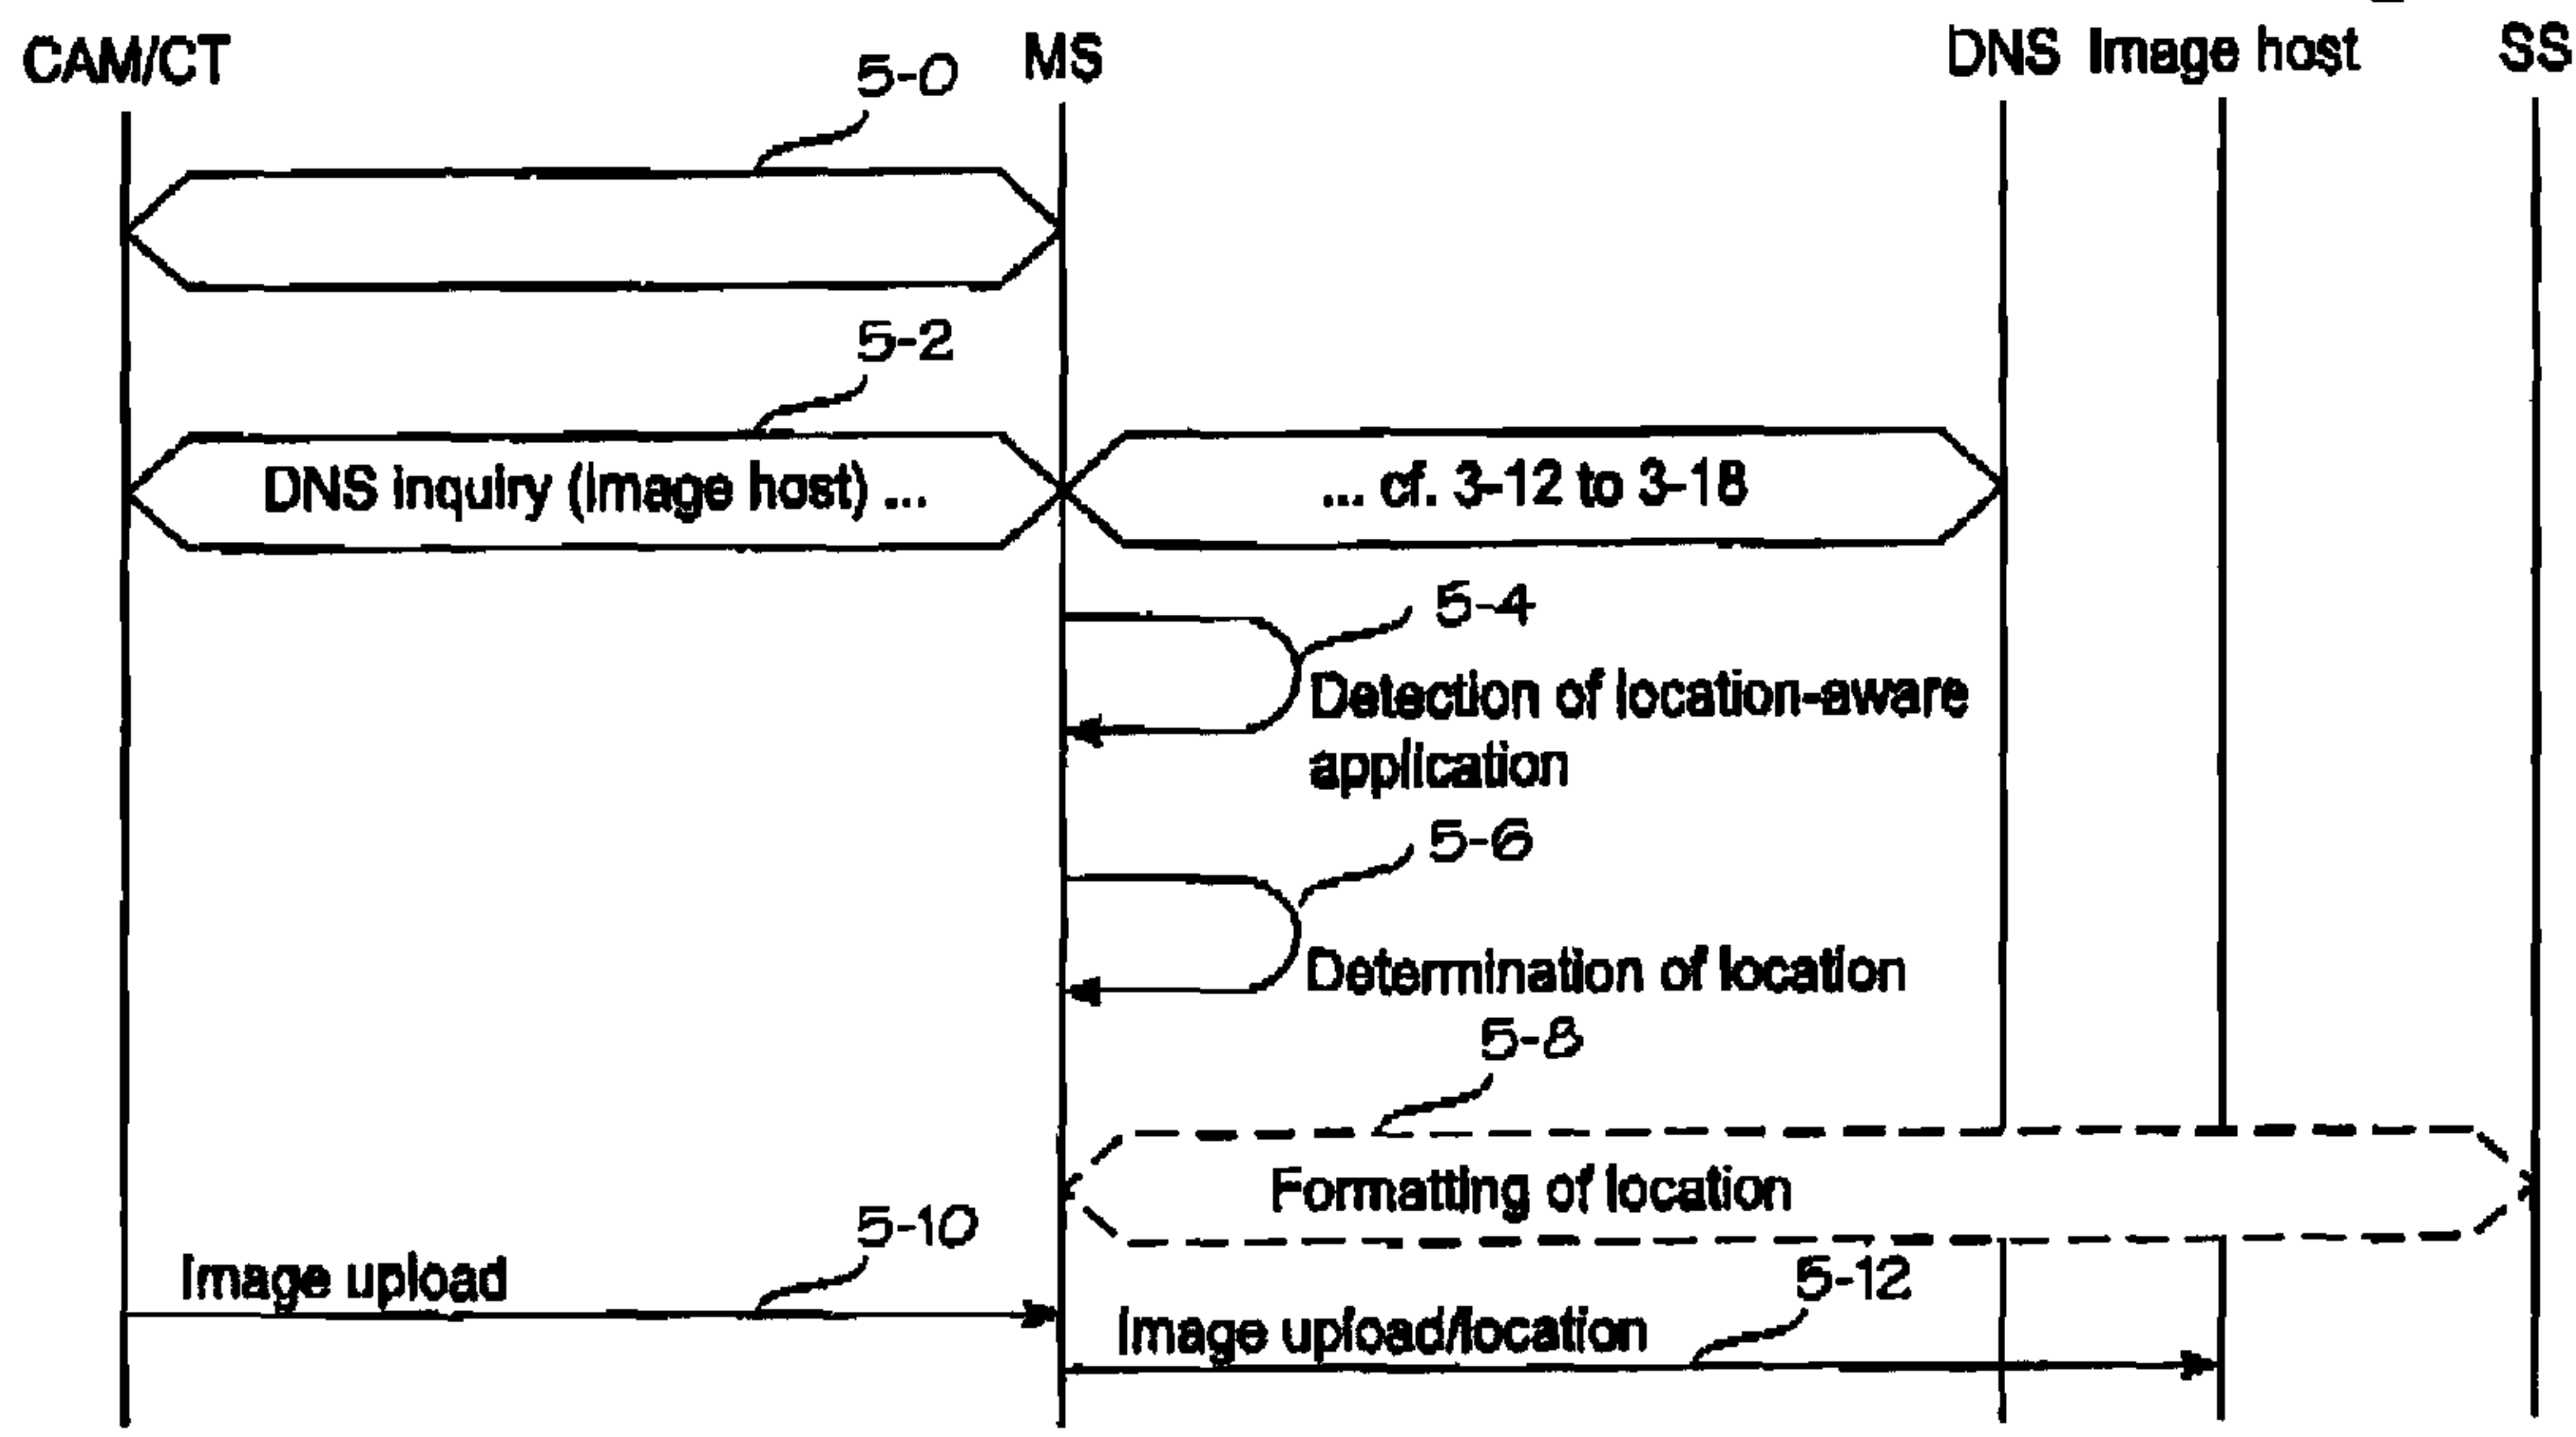 CAM/CT MS DNS Image host SS
5-0
5-2
DNS inquiry (Image host) ... ... cf. 3-12 to 3-18
5-4
Detection of location-aware
application
5-6
Determination of location
5-8
Formatting of location
5-10
Image upload
5-12
Image upload/location